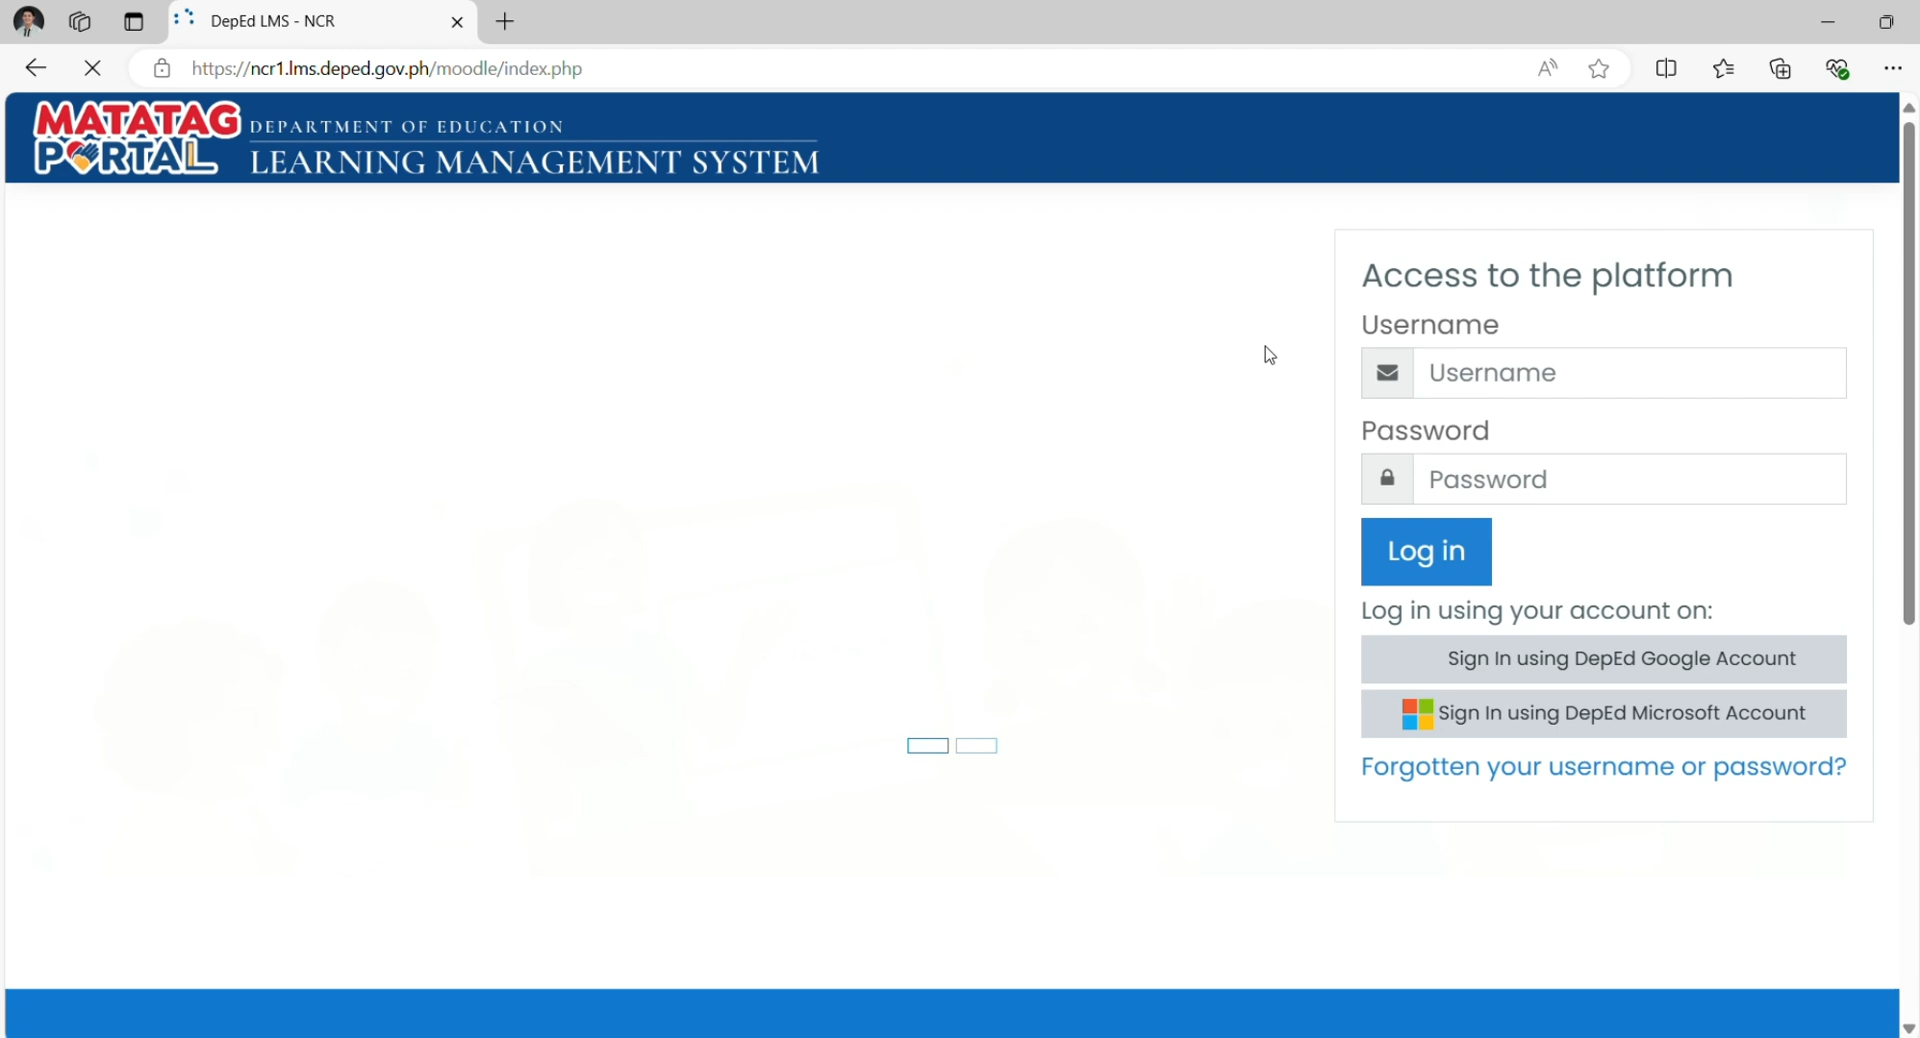 DepEd LMS - NCR
https://ncr1.lms.deped.gov.ph/moodle/index.php
MATATAG
PORTAL
DEPARTMENT OF EDUCATION
LEARNING MANAGEMENT SYSTEM
Access to the platform
Username
Username
Password
Password
Log in
Log in using your account on:
Sign In using DepEd Google Account
Sign In using DepEd Microsoft Account
Forgotten your username or password?